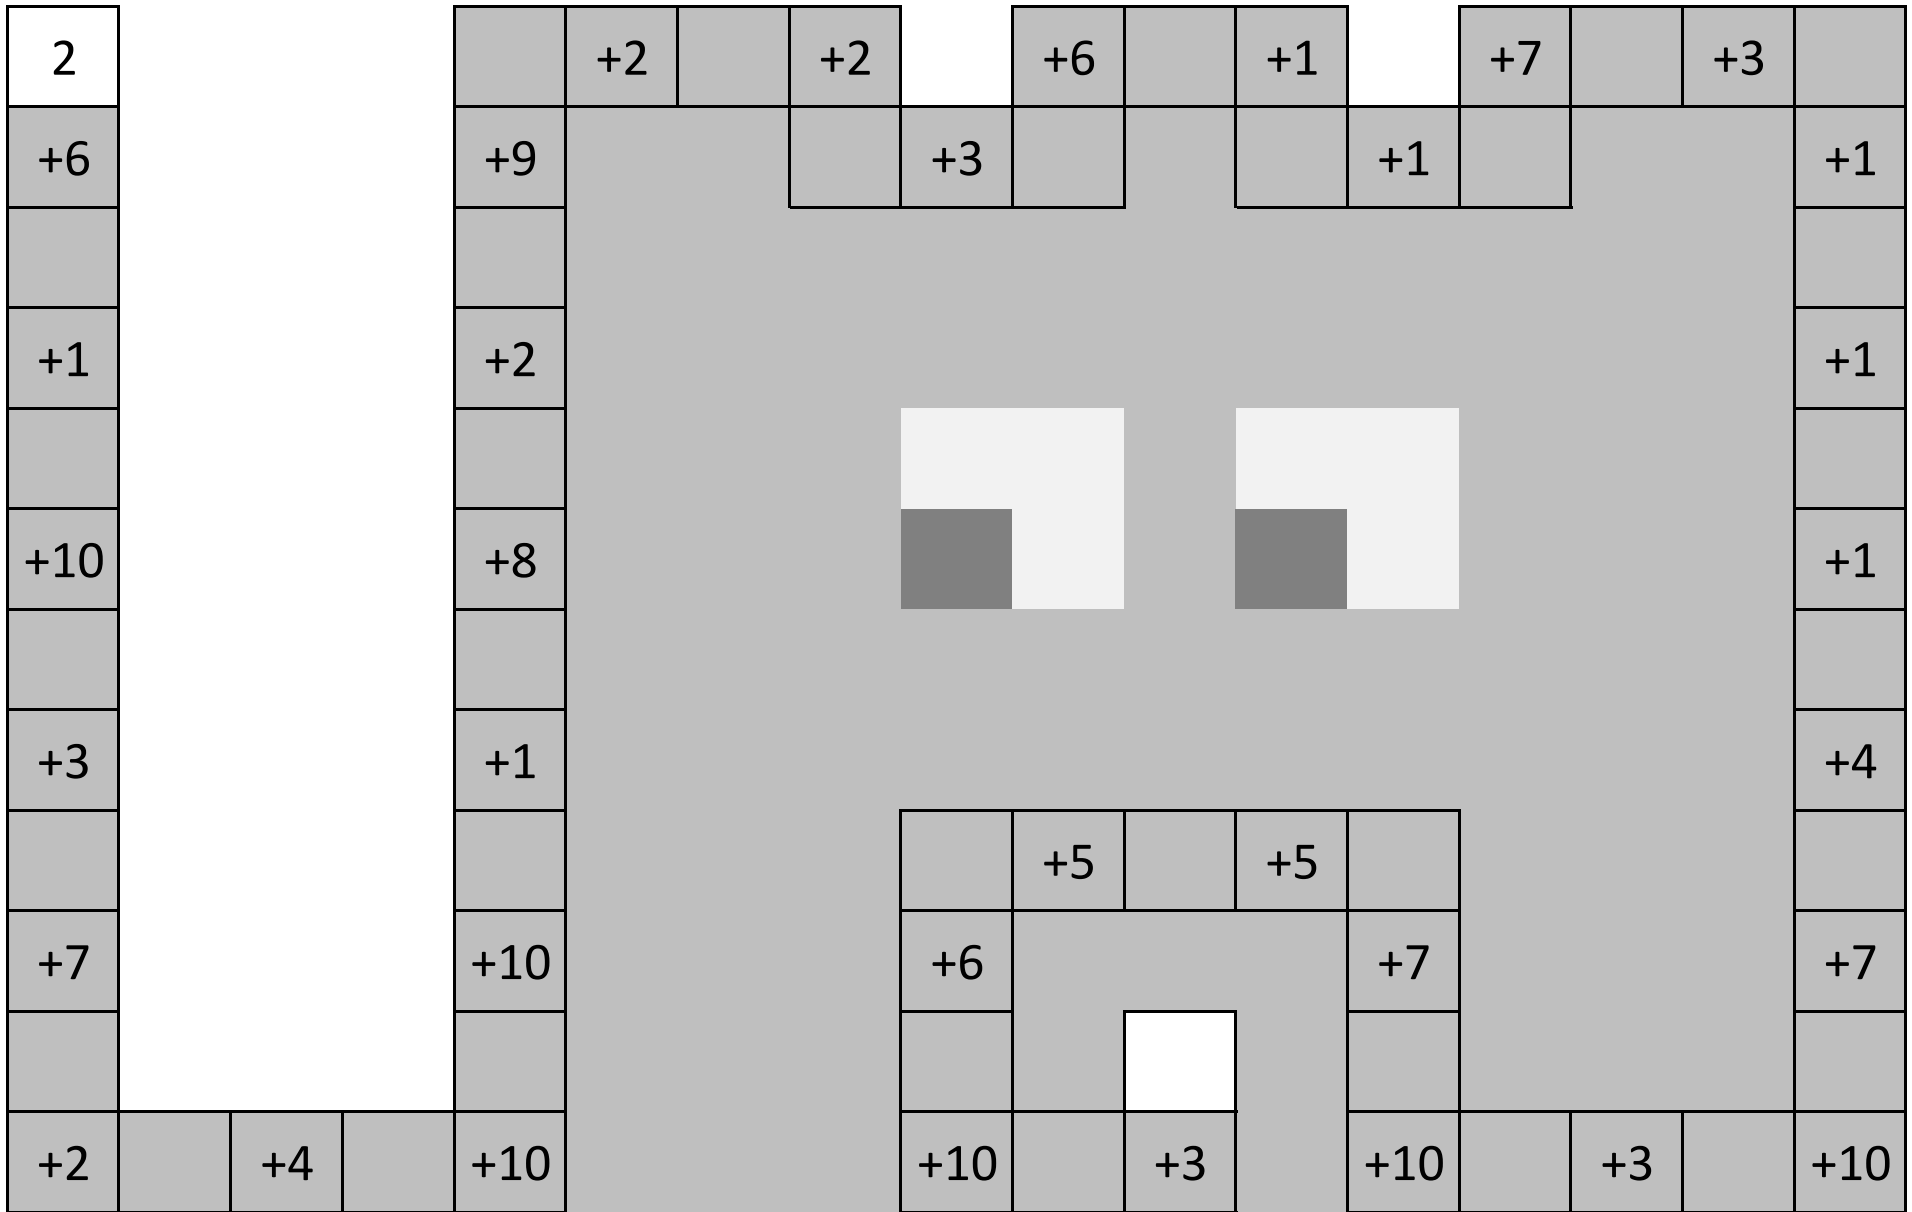 2 +2 +2 +6 +1 +7 +3
+6 +9 +3 +1 +1
+1 +2 +1
+10 +8 +1
+3 +1 +4
+5 +5
+7 +10 +6 +7 +7
+2 +4 +10 +10 +3 +10 +3 +10